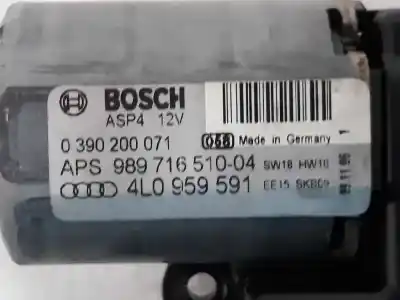 BOSCH
ASP4 12V
0 390 200 071 Made in Germany 1
APS 989 716 510-04 SW18 HW10
4L0 959 591 EE15